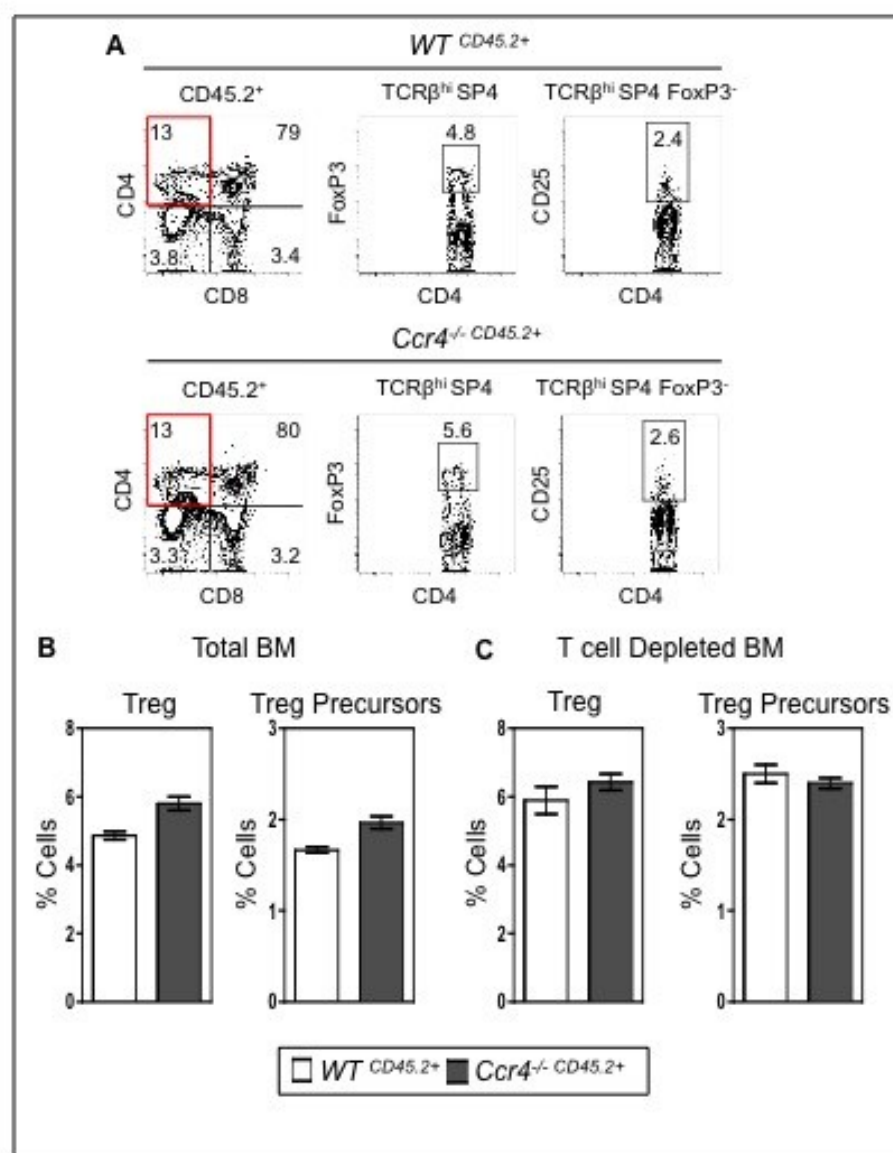 A
WT CD45.2+
CD45.2⁺ TCRβʰⁱ SP4 TCRβʰⁱ SP4 FoxP3⁻
13 79 4.8 2.4
CD4 FoxP3 CD25
3.8 3.4
CD8 CD4 CD4
Ccr4-/- CD45.2+
CD45.2⁺ TCRβʰⁱ SP4 TCRβʰⁱ SP4 FoxP3⁻
13 80 5.6 2.6
CD4 FoxP3 CD25
3.3 3.2
CD8 CD4 CD4
B Total BM C T cell Depleted BM
Treg Treg Precursors Treg Treg Precursors
8 3 8 3
6 2 6 2
4 4
2 1 2 1
0 0 0 0
% Cells % Cells % Cells % Cells
WT CD45.2+ Ccr4-/- CD45.2+